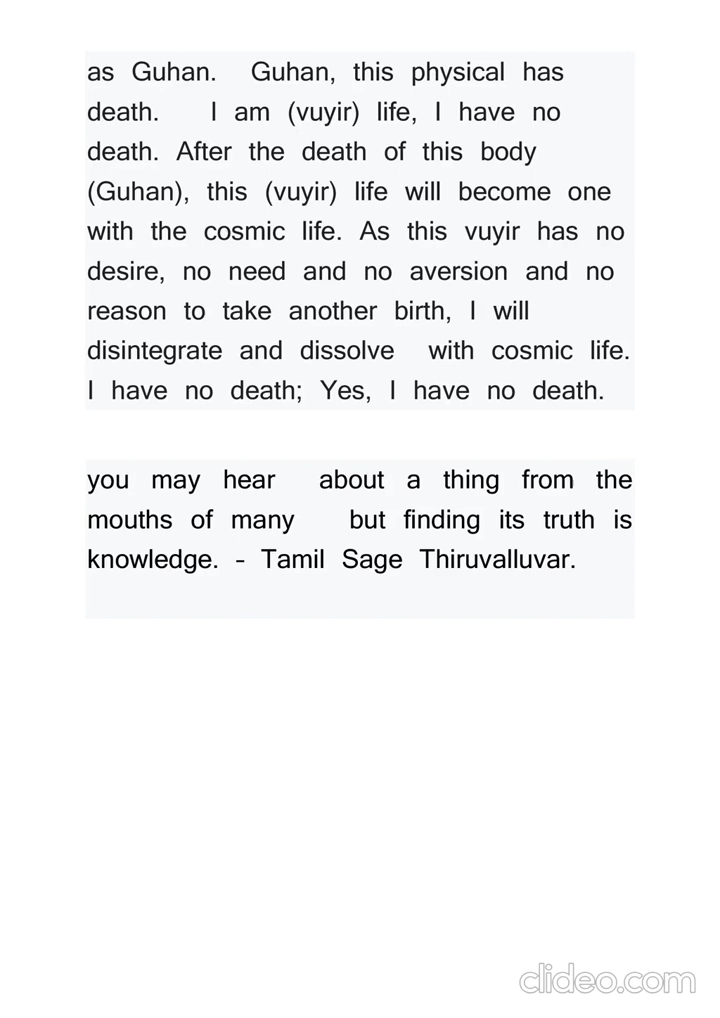 as Guhan. Guhan, this physical has
death. I am (vuyir) life, I have no
death. After the death of this body
(Guhan), this (vuyir) life will become one
with the cosmic life. As this vuyir has no
desire, no need and no aversion and no
reason to take another birth, I will
disintegrate and dissolve with cosmic life.
I have no death; Yes, I have no death.
you may hear about a thing from the
mouths of many but finding its truth is
knowledge. - Tamil Sage Thiruvalluvar.
clideo.com